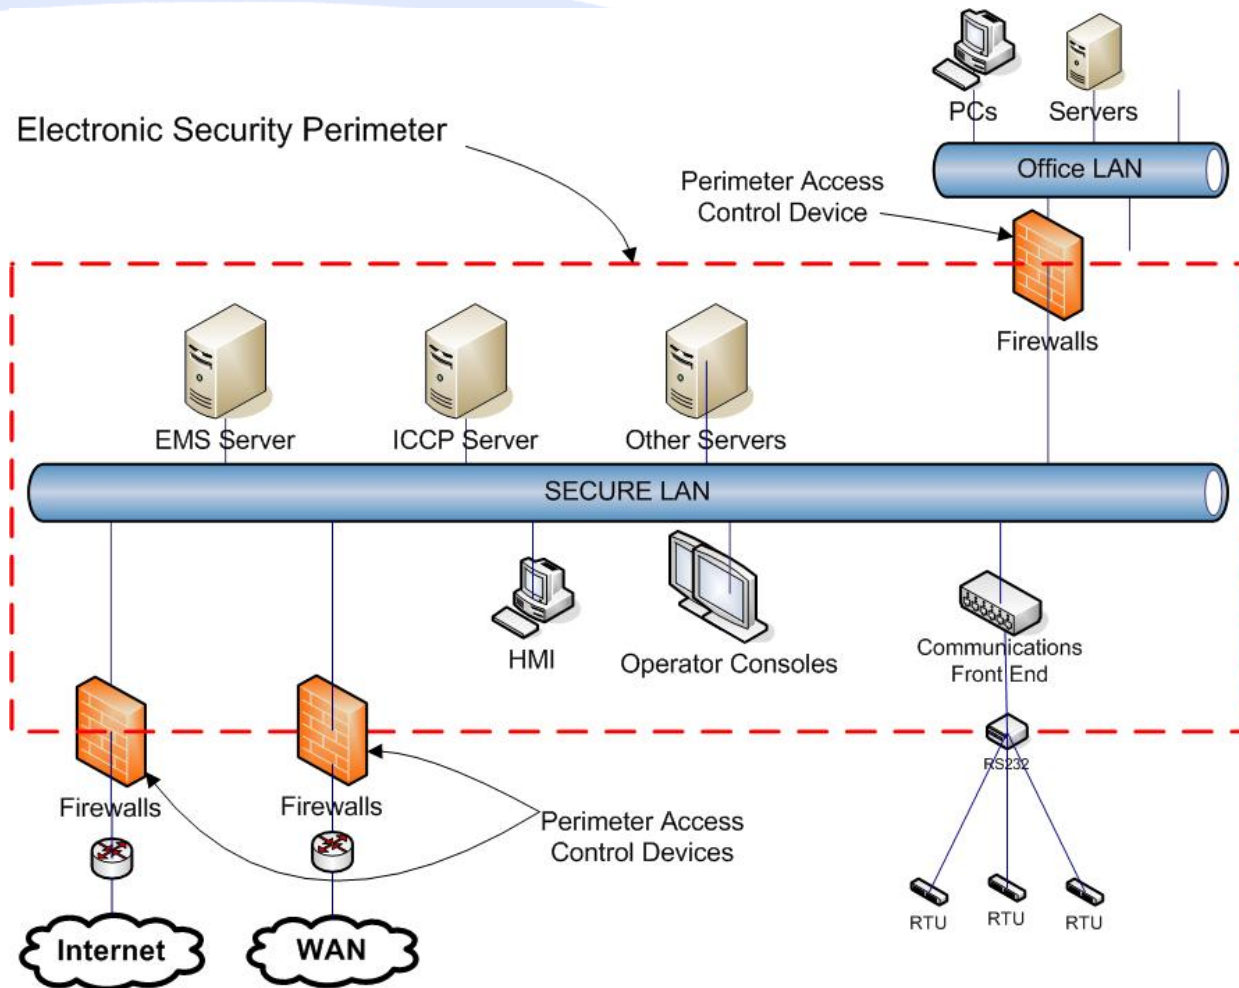 PCs
Servers
Electronic Security Perimeter
Office LAN
Perimeter Access
Control Device
Firewalls
EMS Server
ICCP Server
Other Servers
SECURE LAN
HMI
Operator Consoles
Communications
Front End
RS232
Firewalls
Firewalls
Perimeter Access
Control Devices
RTU
RTU
RTU
Internet
WAN